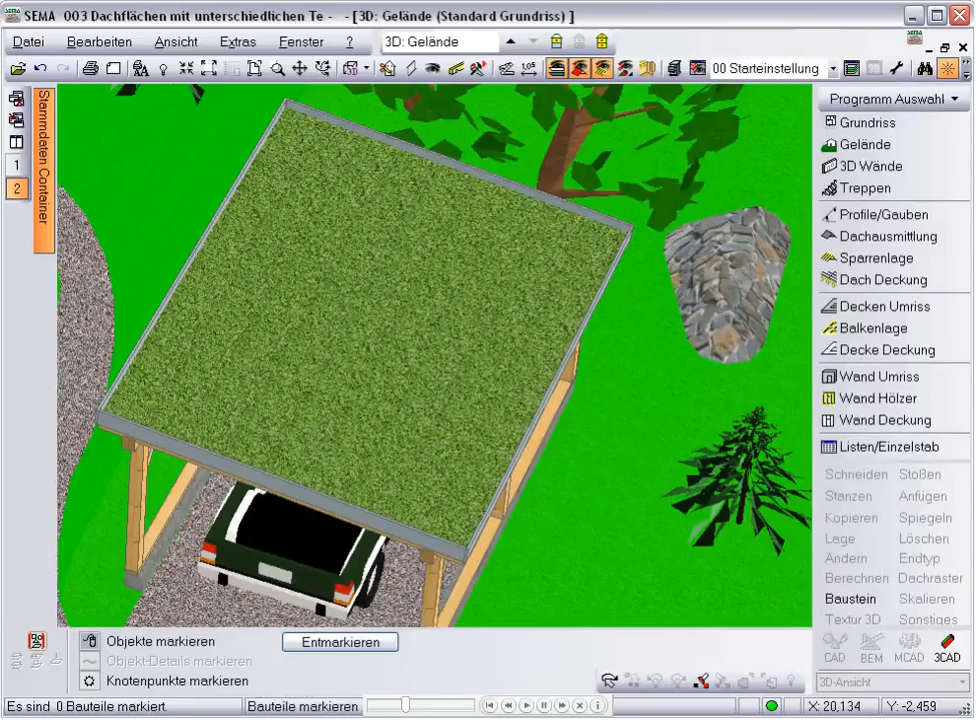 SEMA 003 Dachflächen mit unterschiedlichen Te - - [3D: Gelände (Standard Grundriss) ]
Datei Bearbeiten Ansicht Extras Fenster ? 3D: Gelände
00 Starteinstellung
Stammdaten Container
1
2
Programm Auswahl
Grundriss
Gelände
3D Wände
Treppen
Profile/Gauben
Dachausmittlung
Sparrenlage
Dach Deckung
Decken Umriss
Balkenlage
Decke Deckung
Wand Umriss
Wand Hölzer
Wand Deckung
Listen/Einzelstab
Schneiden Stoßen
Stanzen Anfügen
Kopieren Spiegeln
Lage Löschen
Ändern Endtyp
Berechnen Dachraster
Baustein Skalieren
Textur 3D Sonstiges
CAD BEM MCAD 3CAD
3D-Ansicht
Objekte markieren Entmarkieren
Objekt-Details markieren
Knotenpunkte markieren
Es sind 0 Bauteile markiert. Bauteile markieren X: 20,134 Y: -2,459